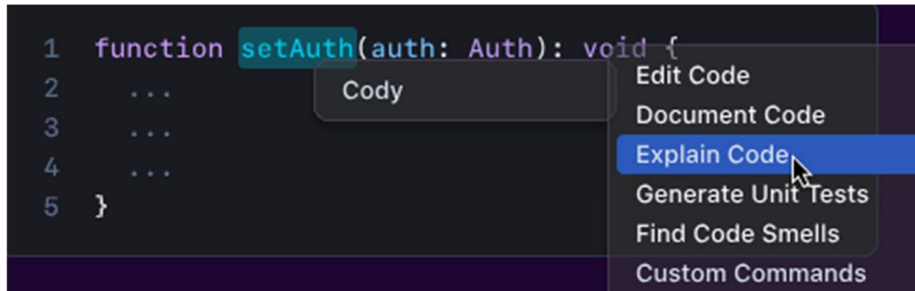 1 function setAuth(auth: Auth): void {
2 ...
3 ...
4 ...
5 }
Cody
Edit Code
Document Code
Explain Code
Generate Unit Tests
Find Code Smells
Custom Commands